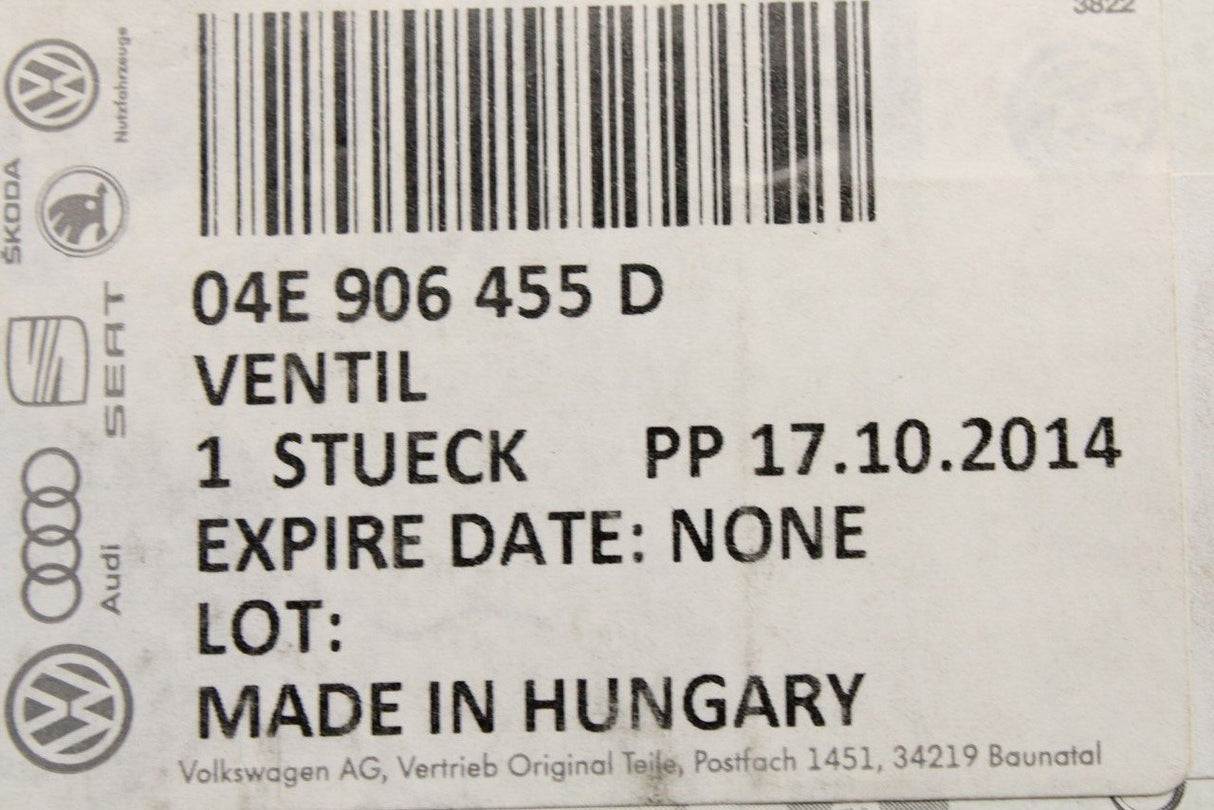 3822
Nutzfahrzeuge
ŠKODA
SEAT
Audi
04E 906 455 D
VENTIL
1 STUECK PP 17.10.2014
EXPIRE DATE: NONE
LOT:
MADE IN HUNGARY
Volkswagen AG, Vertrieb Original Teile, Postfach 1451, 34219 Baunatal